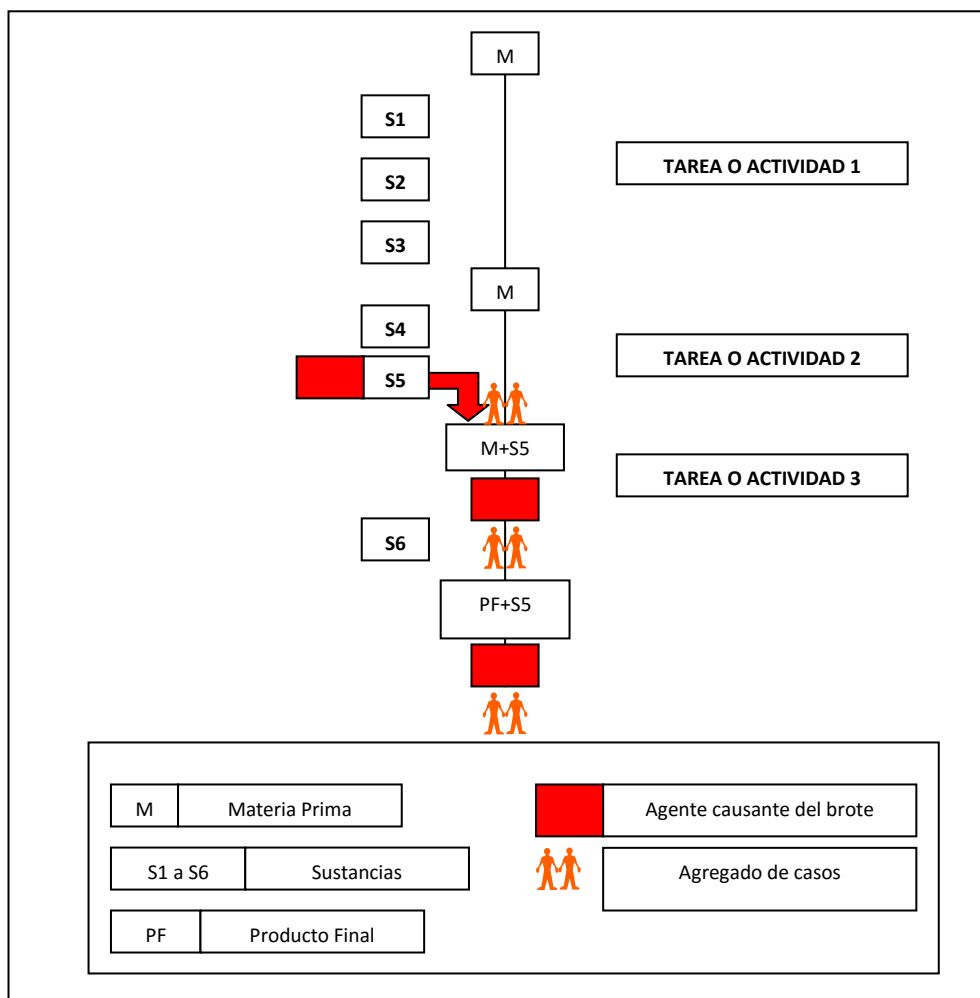 M
S1
TAREA O ACTIVIDAD 1
S2
S3
M
S4
TAREA O ACTIVIDAD 2
S5
M+S5
TAREA O ACTIVIDAD 3
S6
PF+S5
M Materia Prima
Agente causante del brote
S1 a S6 Sustancias
Agregado de casos
PF Producto Final